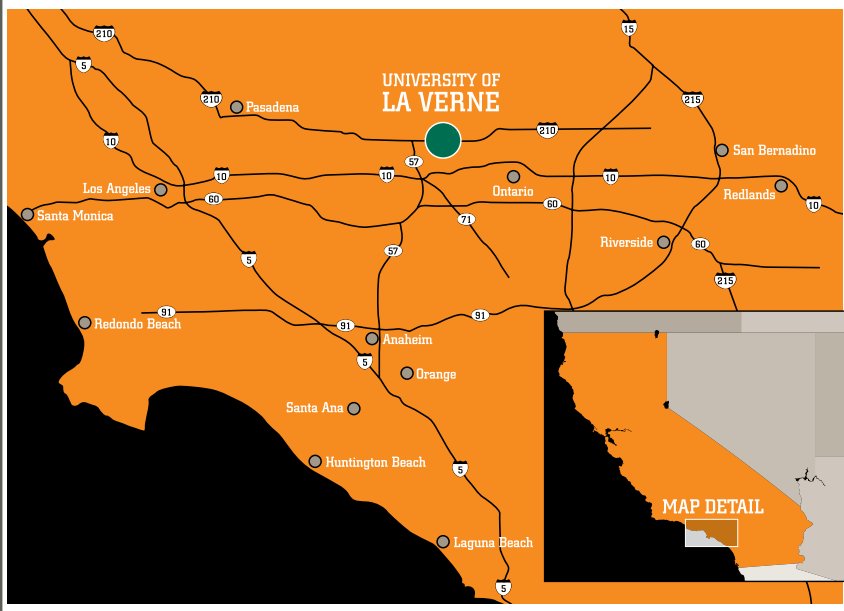 15
210
5
UNIVERSITY OF
LA VERNE
210
215
Pasadena
210
10
57
San Bernadino
10
10
10
Ontario
Los Angeles
Redlands
60
60
10
Santa Monica
71
Riverside
60
57
5
215
91
91
Redondo Beach
91
Anaheim
5
Orange
Santa Ana
Huntington Beach
5
MAP DETAIL
Laguna Beach
5